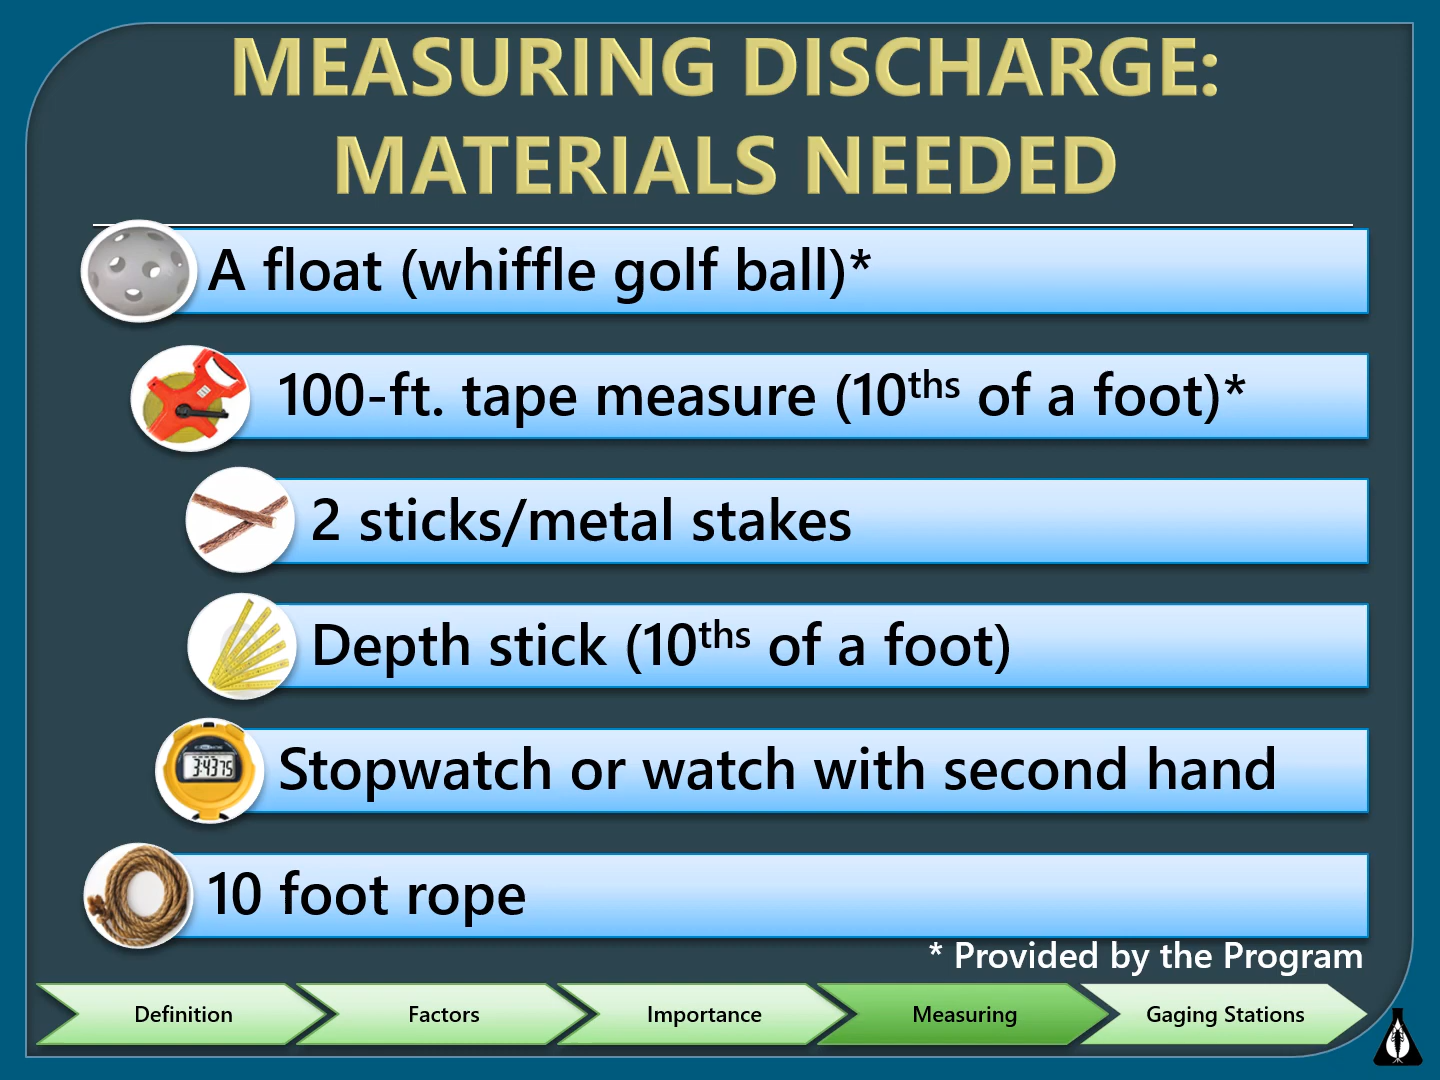 MEASURING DISCHARGE:
MATERIALS NEEDED
A float (whiffle golf ball)*
100-ft. tape measure (10ths of a foot)*
2 sticks/metal stakes
Depth stick (10ths of a foot)
3:4375
Stopwatch or watch with second hand
10 foot rope
* Provided by the Program
Definition
Factors
Importance
Measuring
Gaging Stations